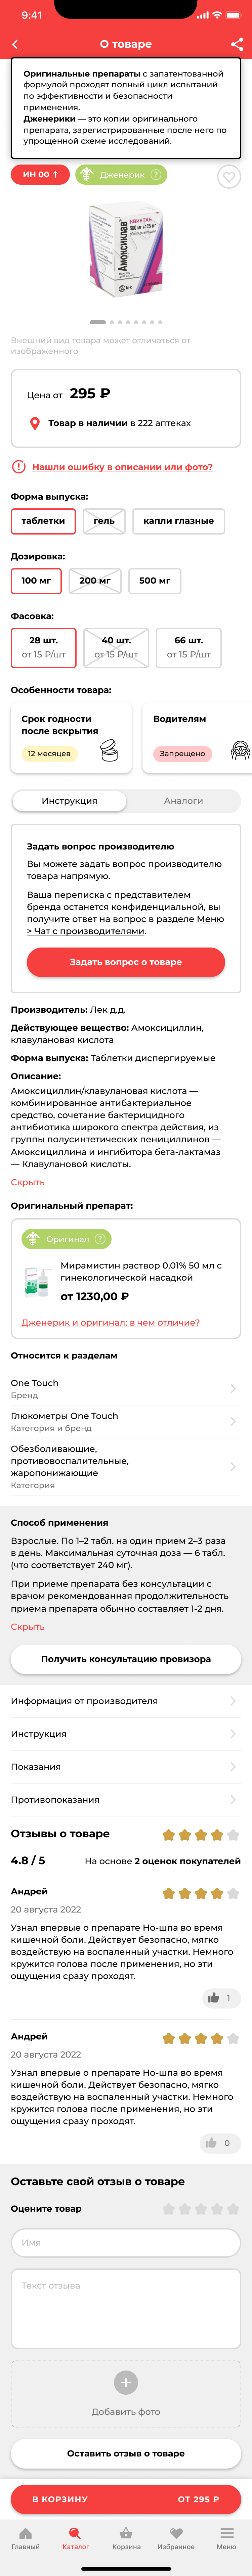 9:41
О товаре
Оригинальные препараты с запатентованной
формулой проходят полный цикл испытаний
по эффективности и безопасности
применения.
Дженерики — это копии оригинального
препарата, зарегистрированные после него по
упрощенной схеме исследований.
ИН 00 ↑
Дженерик ?
Амоксиклав
КВИКТАБ
500 мг+125 мг
Внешний вид товара может отличаться от
изображенного
Цена от 295 ₽
Товар в наличии в 222 аптеках
Нашли ошибку в описании или фото?
Форма выпуска:
таблетки
гель
капли глазные
Дозировка:
100 мг
200 мг
500 мг
Фасовка:
28 шт.
от 15 ₽/шт
40 шт.
от 15 ₽/шт
66 шт.
от 15 ₽/шт
Особенности товара:
Срок годности
после вскрытия
12 месяцев
Водителям
Запрещено
Инструкция
Аналоги
Задать вопрос производителю
Вы можете задать вопрос производителю
товара напрямую.
Ваша переписка с представителем
бренда останется конфиденциальной, вы
получите ответ на вопрос в разделе Меню
> Чат с производителями.
Задать вопрос о товаре
Производитель: Лек д.д.
Действующее вещество: Амоксициллин,
клавулановая кислота
Форма выпуска: Таблетки диспергируемые
Описание:
Амоксициллин/клавулановая кислота —
комбинированное антибактериальное
средство, сочетание бактерицидного
антибиотика широкого спектра действия, из
группы полусинтетических пенициллинов —
Амоксициллина и ингибитора бета-лактамаз
— Клавулановой кислоты.
Скрыть
Оригинальный препарат:
Оригинал ?
Мирамистин раствор 0,01% 50 мл с
гинекологической насадкой
от 1230,00 ₽
Дженерик и оригинал: в чем отличие?
Относится к разделам
One Touch
Бренд
Глюкометры One Touch
Категория и бренд
Обезболивающие,
противовоспалительные,
жаропонижающие
Категория
Способ применения
Взрослые. По 1–2 табл. на один прием 2–3 раза
в день. Максимальная суточная доза — 6 табл.
(что соответствует 240 мг).
При приеме препарата без консультации с
врачом рекомендованная продолжительность
приема препарата обычно составляет 1-2 дня.
Скрыть
Получить консультацию провизора
Информация от производителя
Инструкция
Показания
Противопоказания
Отзывы о товаре
4.8 / 5
На основе 2 оценок покупателей
Андрей
20 августа 2022
Узнал впервые о препарате Но-шпа во время
кишечной боли. Действует безопасно, мягко
воздействую на воспаленный участки. Немного
кружится голова после применения, но эти
ощущения сразу проходят.
1
Андрей
20 августа 2022
Узнал впервые о препарате Но-шпа во время
кишечной боли. Действует безопасно, мягко
воздействую на воспаленный участки. Немного
кружится голова после применения, но эти
ощущения сразу проходят.
0
Оставьте свой отзыв о товаре
Оцените товар
Имя
Текст отзыва
Добавить фото
Оставить отзыв о товаре
В КОРЗИНУ
ОТ 295 ₽
Главный
Каталог
Корзина
Избранное
Меню